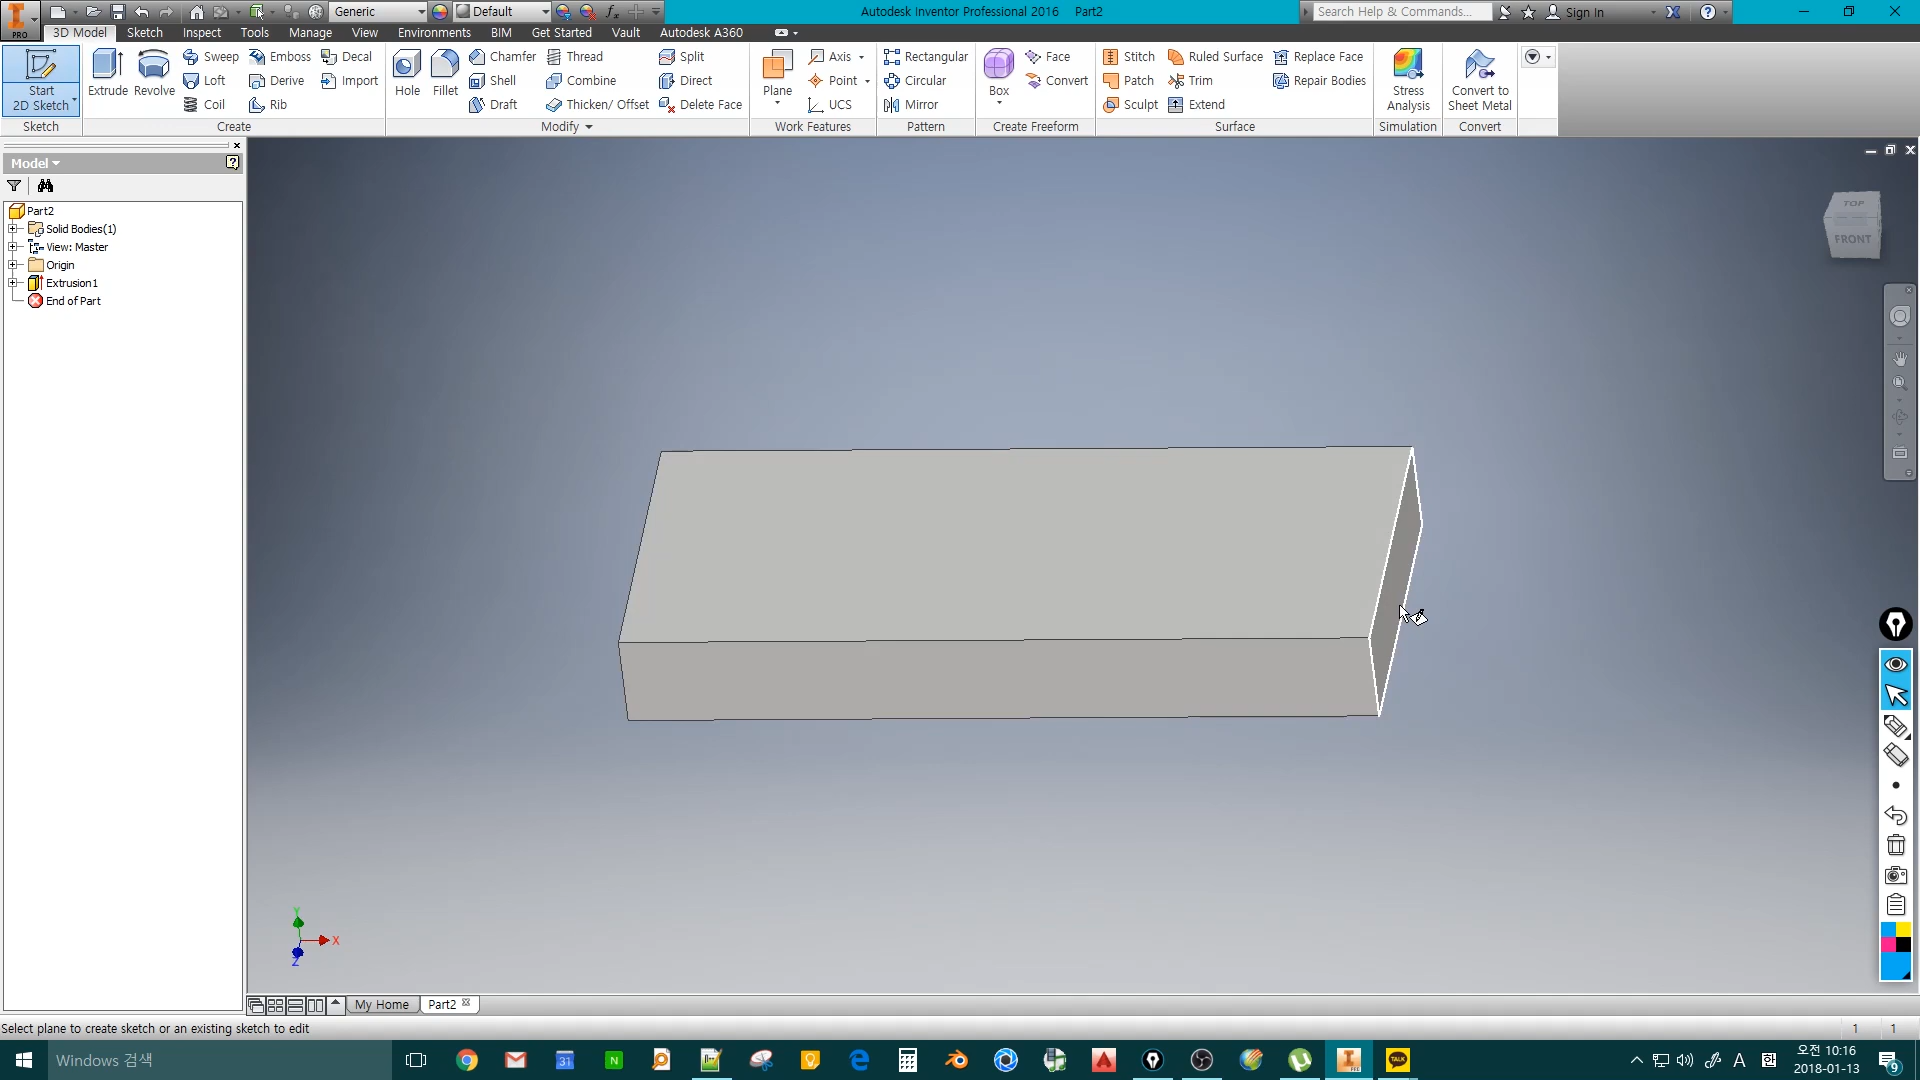 PRO
Generic
Default
Autodesk Inventor Professional 2016 Part2
Search Help & Commands...
Sign In
3D Model Sketch Inspect Tools Manage View Environments BIM Get Started Vault Autodesk A360
Start
2D Sketch
Extrude Revolve
Sweep Emboss Decal
Loft Derive Import
Coil Rib
Hole Fillet
Chamfer Thread Split
Shell Combine Direct
Draft Thicken/ Offset Delete Face
Plane
Axis
Point
UCS
Rectangular
Circular
Mirror
Box
Face
Convert
Stitch Ruled Surface Replace Face
Patch Trim Repair Bodies
Sculpt Extend
Stress
Analysis
Convert to
Sheet Metal
Sketch Create Modify Work Features Pattern Create Freeform Surface Simulation Convert
Model
Part2
Solid Bodies(1)
View: Master
Origin
Extrusion1
End of Part
TOP
FRONT
Y
X
Z
My Home Part2
Select plane to create sketch or an existing sketch to edit
1 1
Windows 검색
31
N
TALK
A
오전 10:16
2018-01-13
9